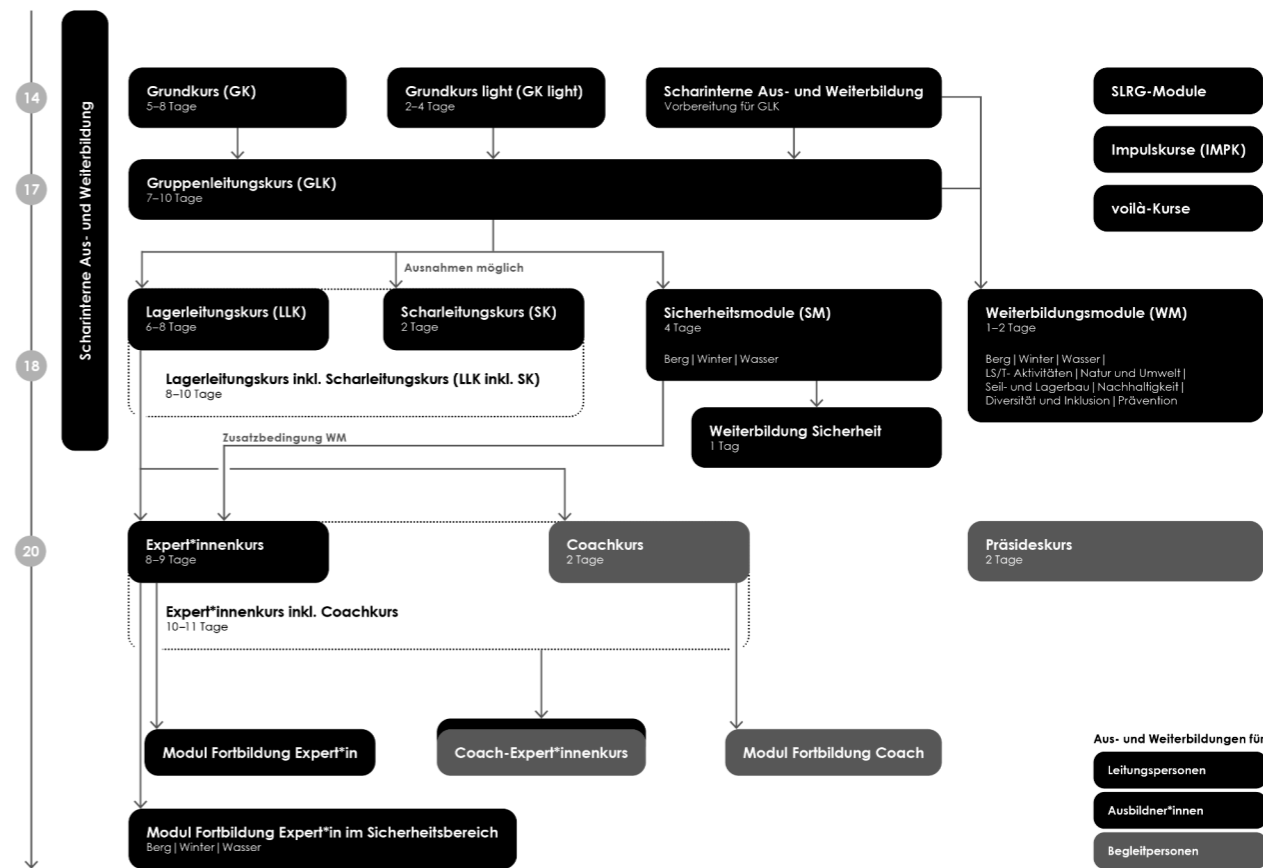 Scharinterne Aus- und Weiterbildung
14
Grundkurs (GK)
5–8 Tage
Grundkurs light (GK light)
2–4 Tage
Scharinterne Aus- und Weiterbildung
Vorbereitung für GLK
SLRG-Module
Impulskurse (IMPK)
voilà-Kurse
17
Gruppenleitungskurs (GLK)
7–10 Tage
Ausnahmen möglich
Lagerleitungskurs (LLK)
6–8 Tage
Scharleitungskurs (SK)
2 Tage
Sicherheitsmodule (SM)
4 Tage
Berg | Winter | Wasser
Weiterbildungsmodule (WM)
1–2 Tage
Berg | Winter | Wasser |
LS/T- Aktivitäten | Natur und Umwelt |
Seil- und Lagerbau | Nachhaltigkeit |
Diversität und Inklusion | Prävention
18
Lagerleitungskurs inkl. Scharleitungskurs (LLK inkl. SK)
8–10 Tage
Weiterbildung Sicherheit
1 Tag
Zusatzbedingung WM
20
Expert*innenkurs
8–9 Tage
Coachkurs
2 Tage
Präsideskurs
2 Tage
Expert*innenkurs inkl. Coachkurs
10–11 Tage
Modul Fortbildung Expert*in
Coach-Expert*innenkurs
Modul Fortbildung Coach
Modul Fortbildung Expert*in im Sicherheitsbereich
Berg | Winter | Wasser
Aus- und Weiterbildungen für
Leitungspersonen
Ausbildner*innen
Begleitpersonen